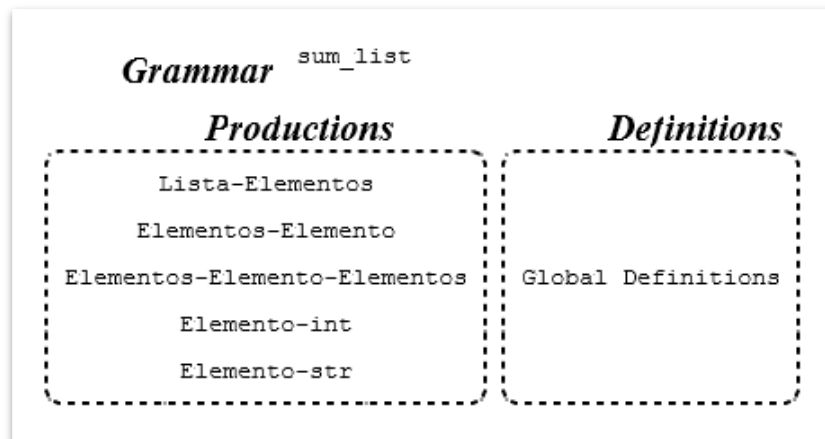 Grammar sum_list
Productions
Definitions
Lista-Elementos
Elementos-Elemento
Elementos-Elemento-Elementos
Elemento-int
Elemento-str
Global Definitions